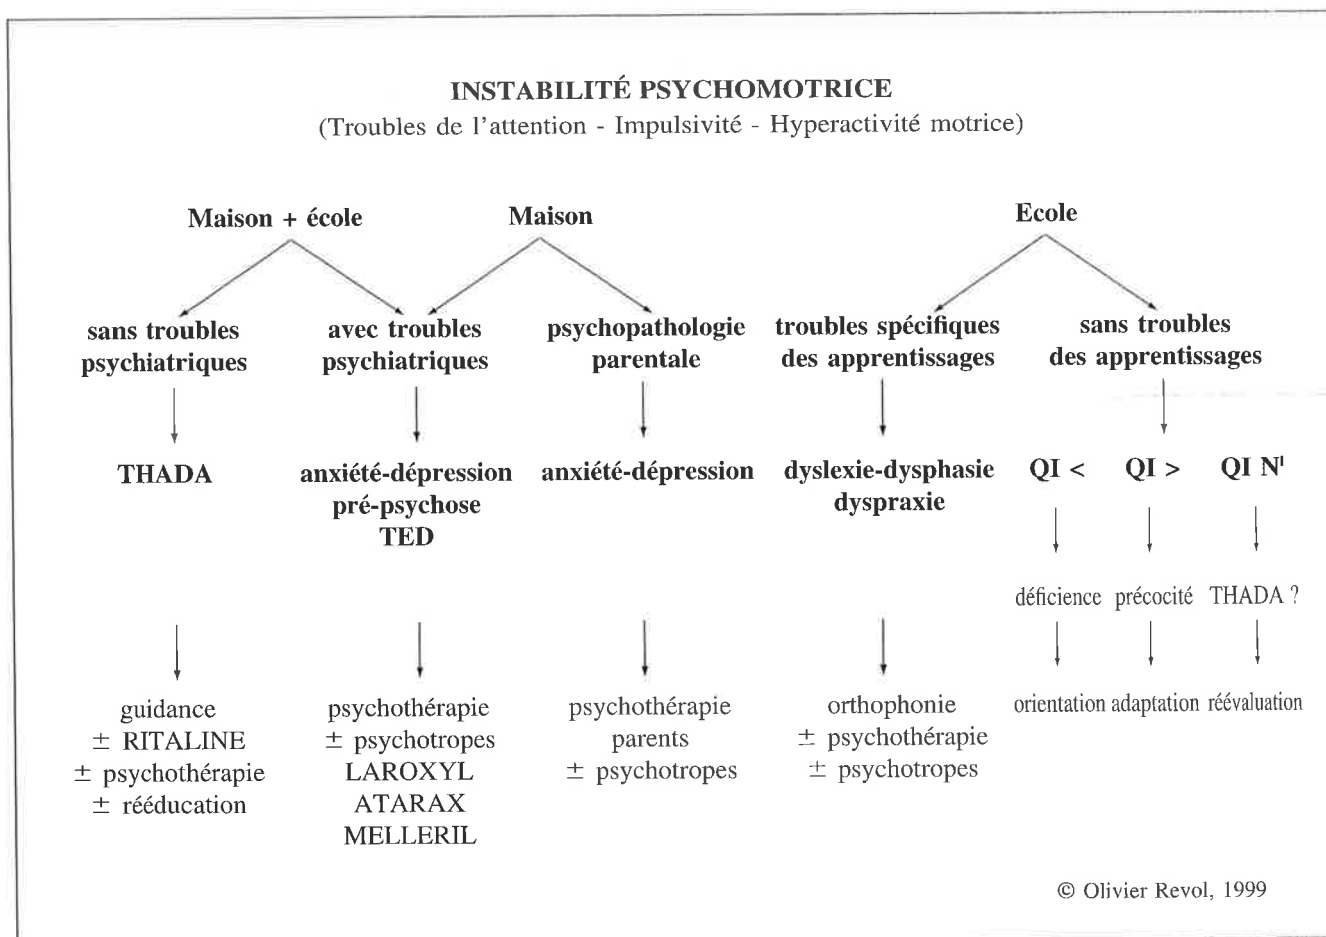 INSTABILITÉ PSYCHOMOTRICE
(Troubles de l'attention - Impulsivité - Hyperactivité motrice)
Maison + école
Maison
Ecole
sans troubles
psychiatriques
avec troubles
psychiatriques
psychopathologie
parentale
troubles spécifiques
des apprentissages
sans troubles
des apprentissages
THADA
anxiété-dépression
pré-psychose
TED
anxiété-dépression
dyslexie-dysphasie
dyspraxie
QI <
QI >
QI Nˡ
déficience
précocité
THADA ?
guidance
± RITALINE
± psychothérapie
± rééducation
psychothérapie
± psychotropes
LAROXYL
ATARAX
MELLERIL
psychothérapie
parents
± psychotropes
orthophonie
± psychothérapie
± psychotropes
orientation
adaptation
réévaluation
© Olivier Revol, 1999